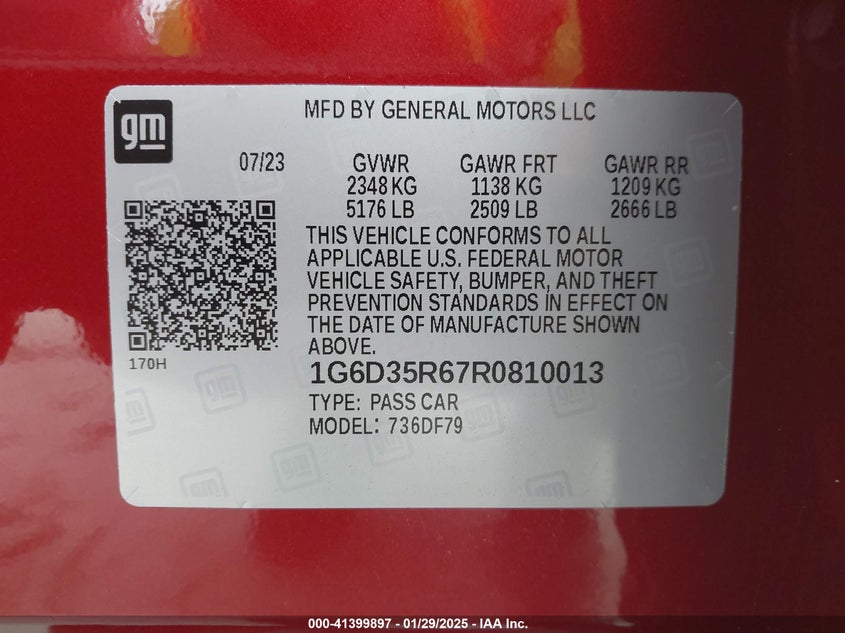 gm
MFD BY GENERAL MOTORS LLC
07/23 GVWR GAWR FRT GAWR RR
2348 KG 1138 KG 1209 KG
5176 LB 2509 LB 2666 LB
THIS VEHICLE CONFORMS TO ALL
APPLICABLE U.S. FEDERAL MOTOR
VEHICLE SAFETY, BUMPER, AND THEFT
PREVENTION STANDARDS IN EFFECT ON
THE DATE OF MANUFACTURE SHOWN
ABOVE.
170H
1G6D35R67R0810013
TYPE: PASS CAR
MODEL: 736DF79
000-41399897 - 01/29/2025 - IAA Inc.